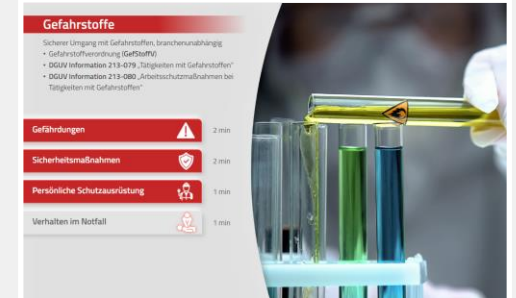 Gefahrstoffe
Sicherer Umgang mit Gefahrstoffen, branchenunabhängig
• Gefahrstoffverordnung (GefStoffV)
• DGUV Information 213-079 „Tätigkeiten mit Gefahrstoffen“
• DGUV Information 213-080 „Arbeitsschutzmaßnahmen bei
Tätigkeiten mit Gefahrstoffen“
Gefährdungen 2 min
Sicherheitsmaßnahmen 2 min
Persönliche Schutzausrüstung 1 min
Verhalten im Notfall 1 min